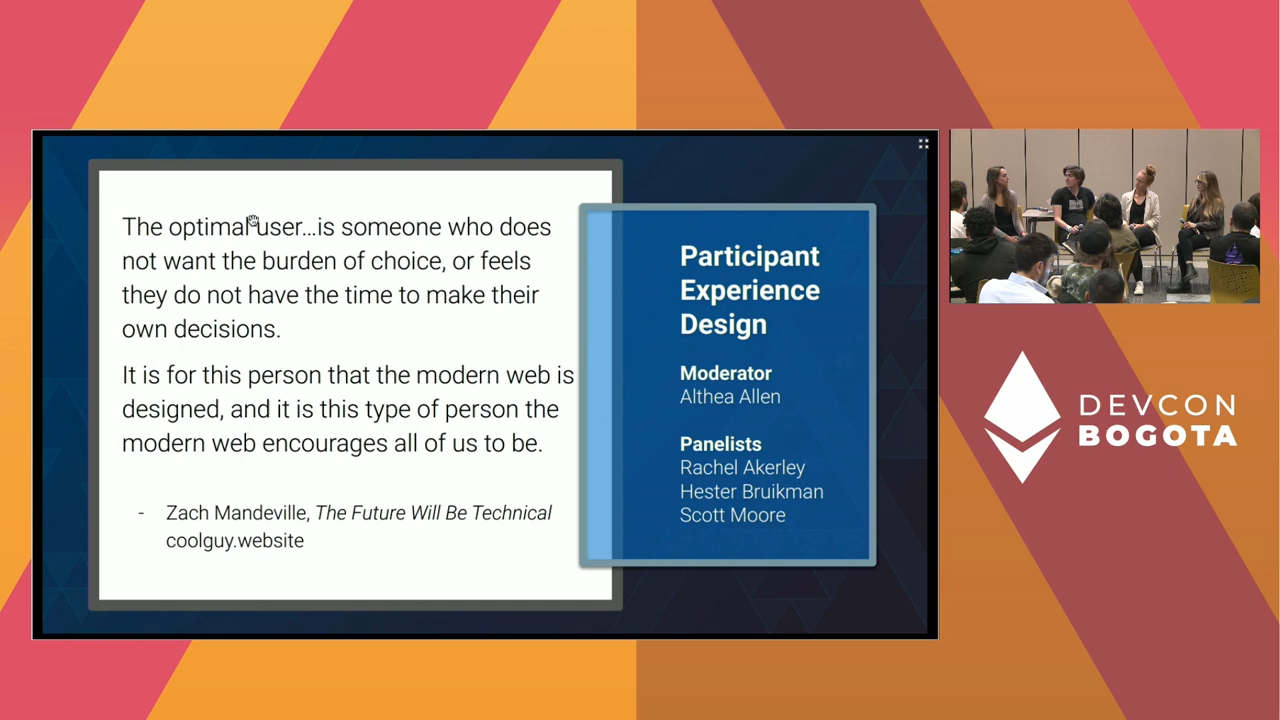 The optimal user...is someone who does
not want the burden of choice, or feels
they do not have the time to make their
own decisions.
It is for this person that the modern web is
designed, and it is this type of person the
modern web encourages all of us to be.
- Zach Mandeville, The Future Will Be Technical
coolguy.website
Participant
Experience
Design
Moderator
Althea Allen
Panelists
Rachel Akerley
Hester Bruikman
Scott Moore
DEVCON
BOGOTA